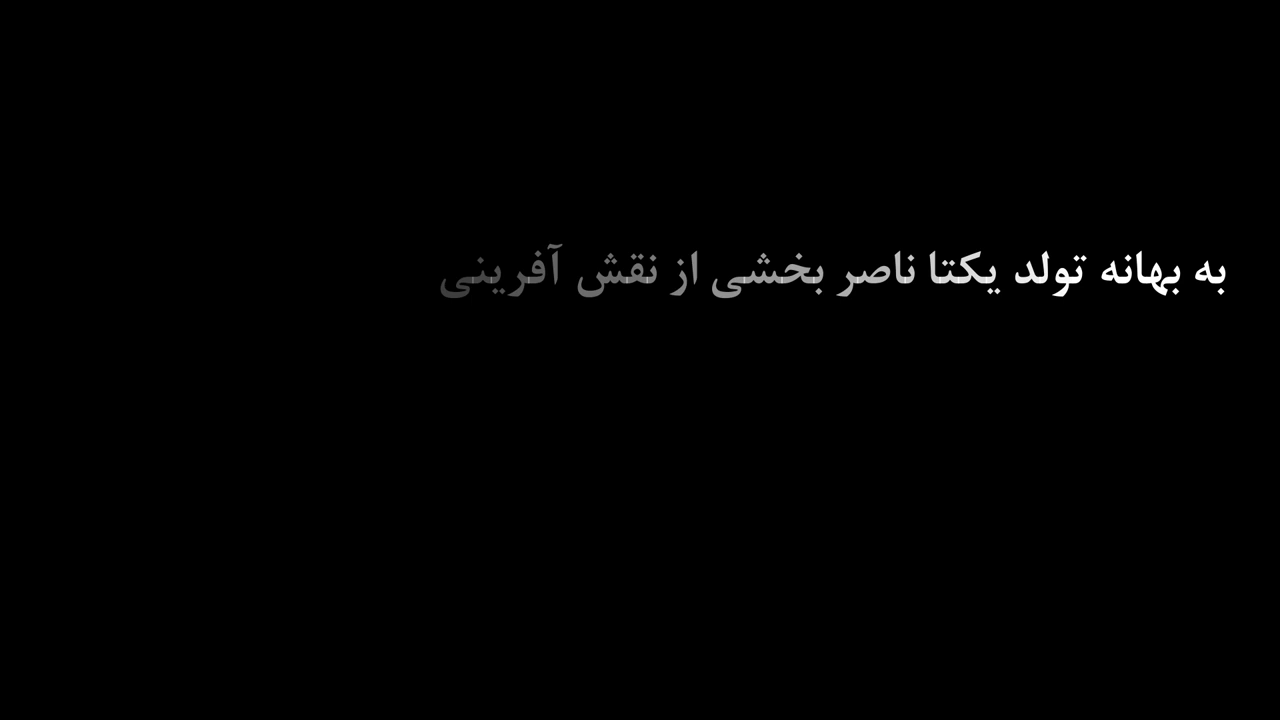 به بهانه تولد یکتا ناصر بخشی از نقش آفرینی